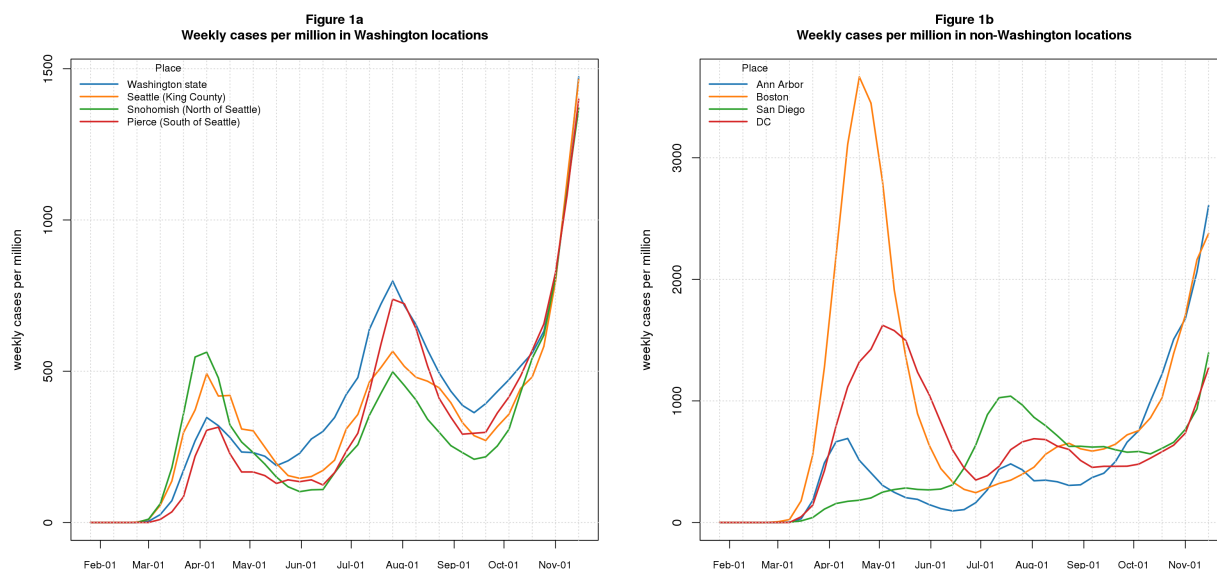 Figure 1a
Weekly cases per million in Washington locations
weekly cases per million
1500
1000
500
0
Place
Washington state
Seattle (King County)
Snohomish (North of Seattle)
Pierce (South of Seattle)
Feb-01 Mar-01 Apr-01 May-01 Jun-01 Jul-01 Aug-01 Sep-01 Oct-01 Nov-01
Figure 1b
Weekly cases per million in non-Washington locations
weekly cases per million
3000
2000
1000
0
Place
Ann Arbor
Boston
San Diego
DC
Feb-01 Mar-01 Apr-01 May-01 Jun-01 Jul-01 Aug-01 Sep-01 Oct-01 Nov-01